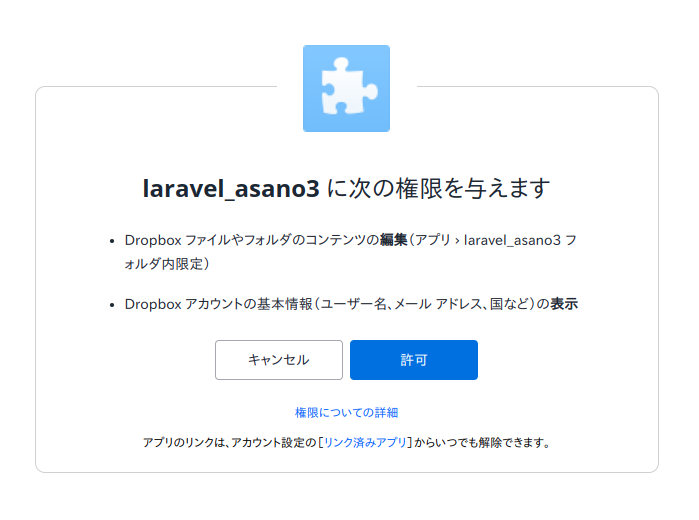 laravel_asano3 に次の権限を与えます
• Dropbox ファイルやフォルダのコンテンツの編集(アプリ › laravel_asano3 フ
ォルダ内限定)
• Dropbox アカウントの基本情報(ユーザー名、メール アドレス、国など)の表示
キャンセル
許可
権限についての詳細
アプリのリンクは、アカウント設定の [リンク済みアプリ] からいつでも解除できます。